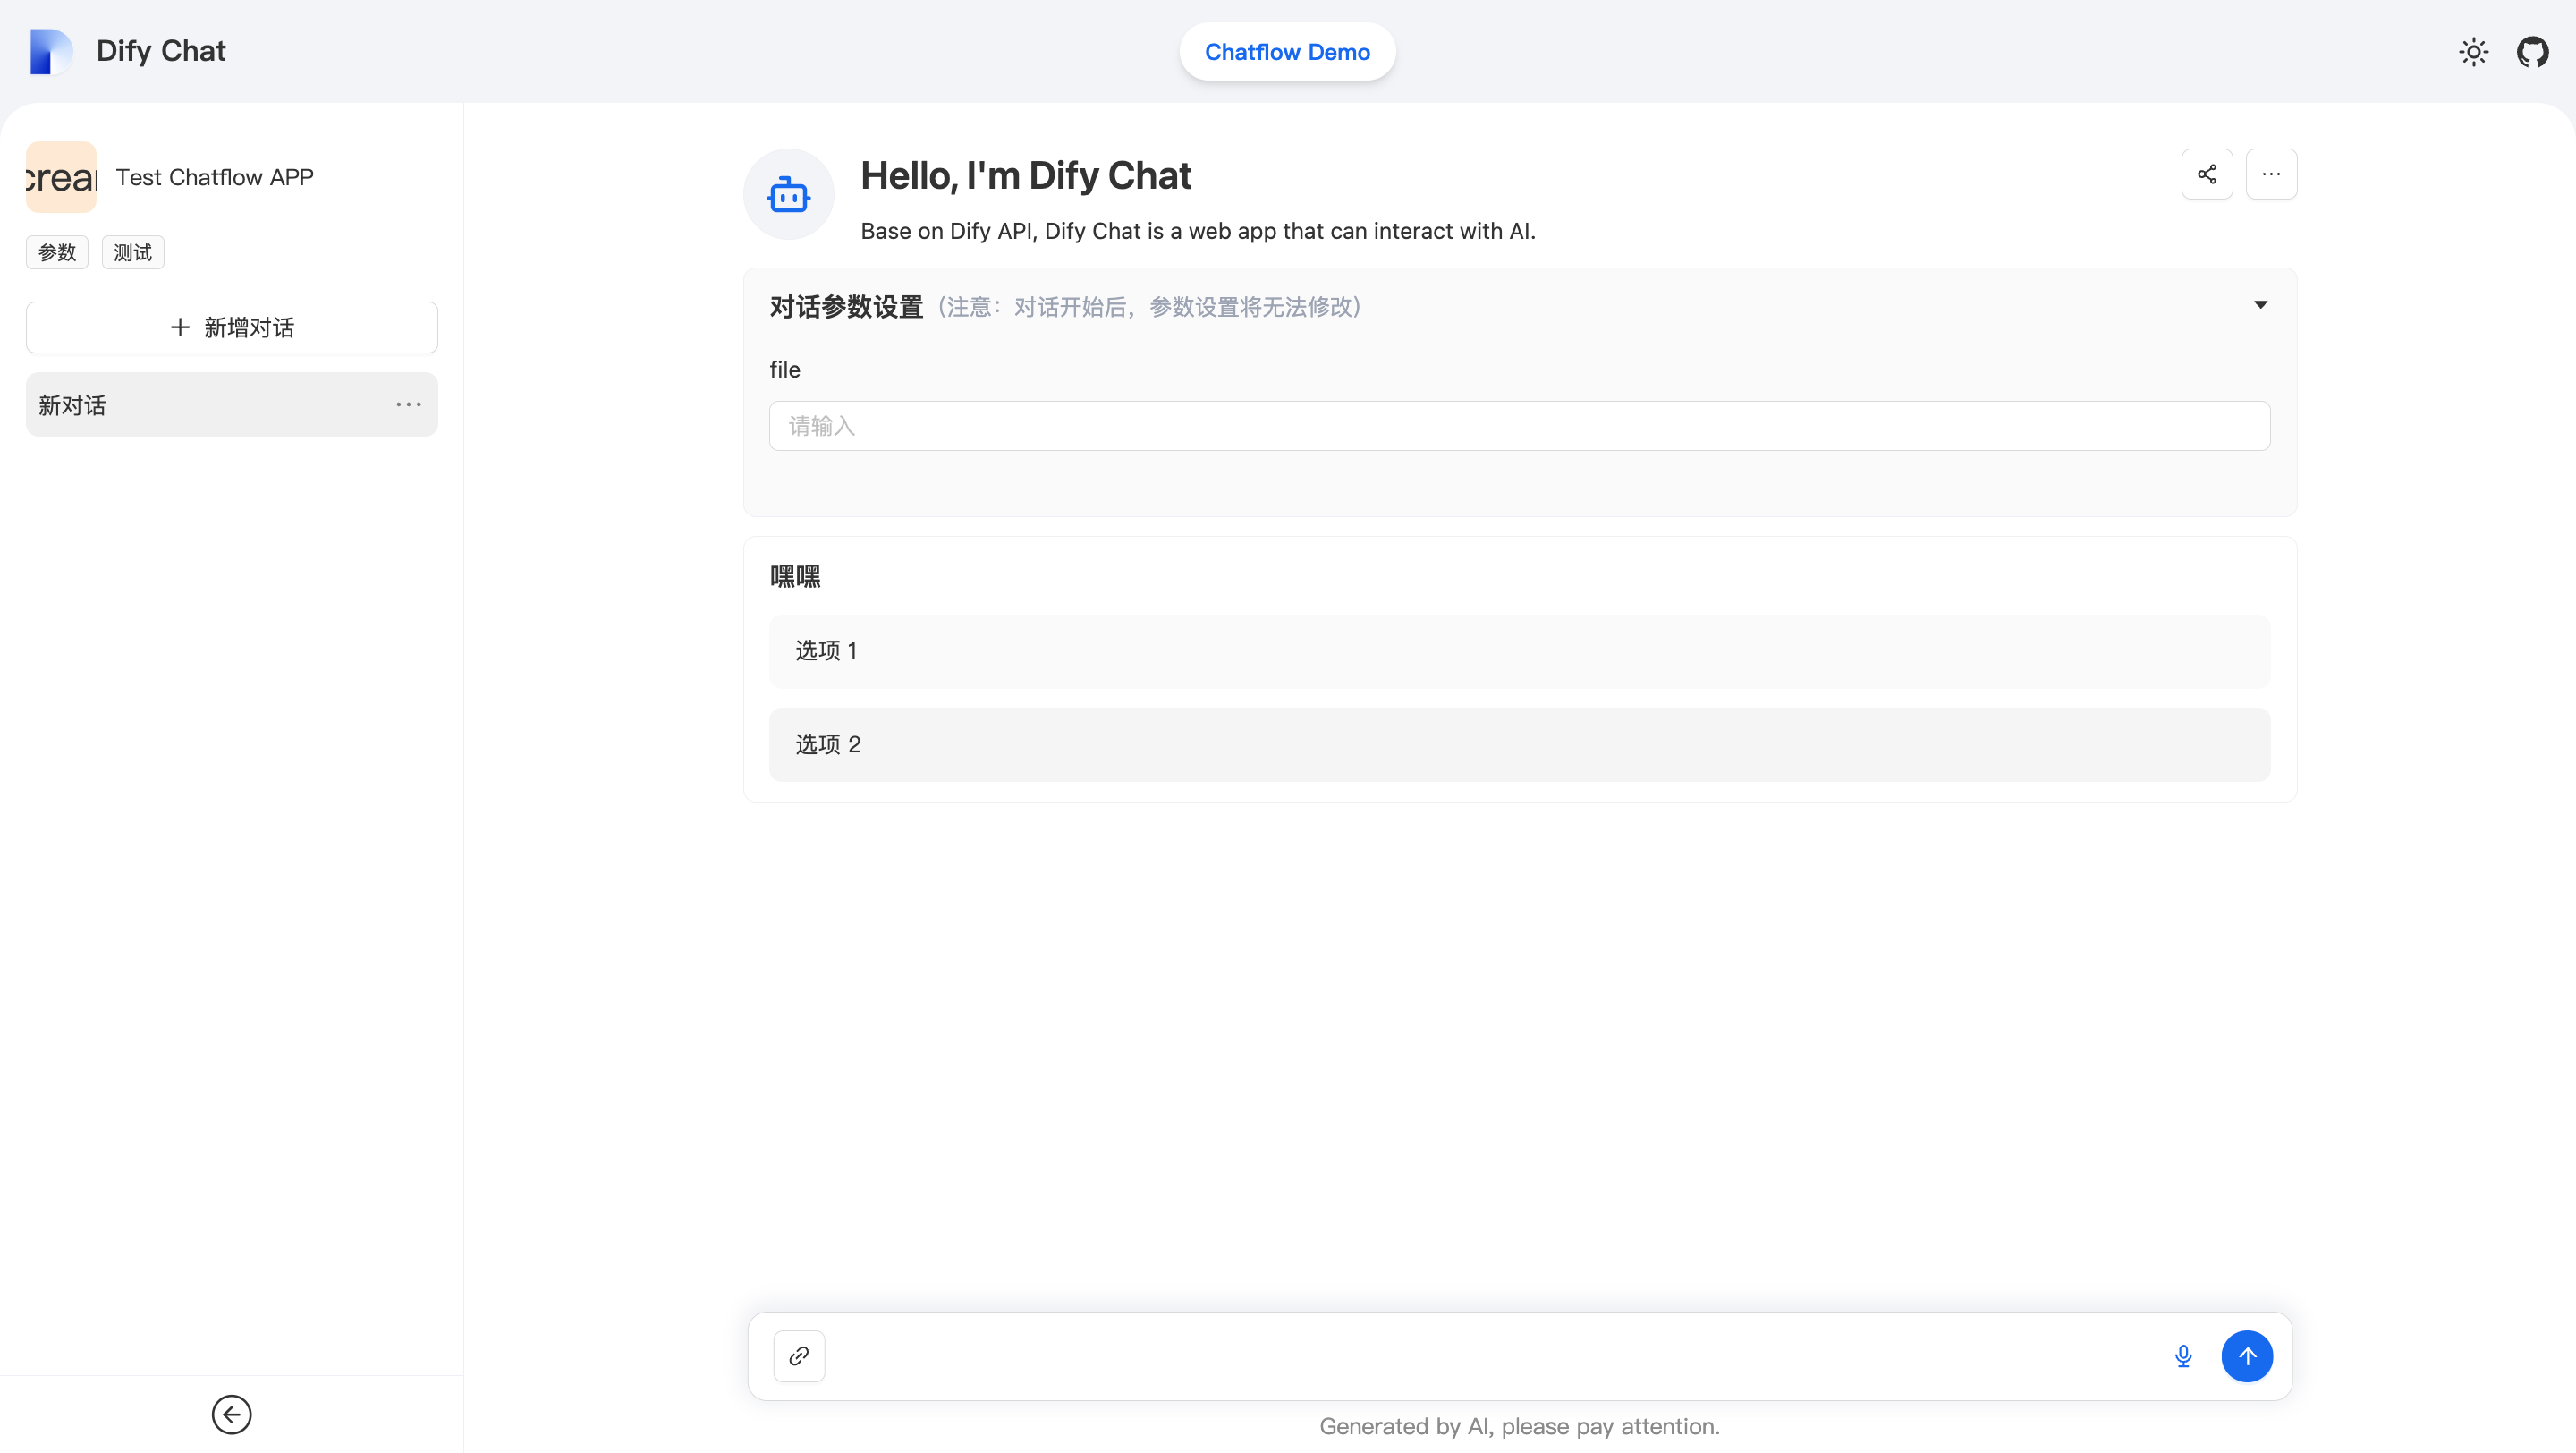 Dify Chat
Chatflow Demo
crea
Test Chatflow APP
参数
测试
新增对话
新对话
Hello, I'm Dify Chat
Base on Dify API, Dify Chat is a web app that can interact with AI.
对话参数设置 (注意：对话开始后，参数设置将无法修改)
file
请输入
嘿嘿
选项 1
选项 2
Generated by AI, please pay attention.